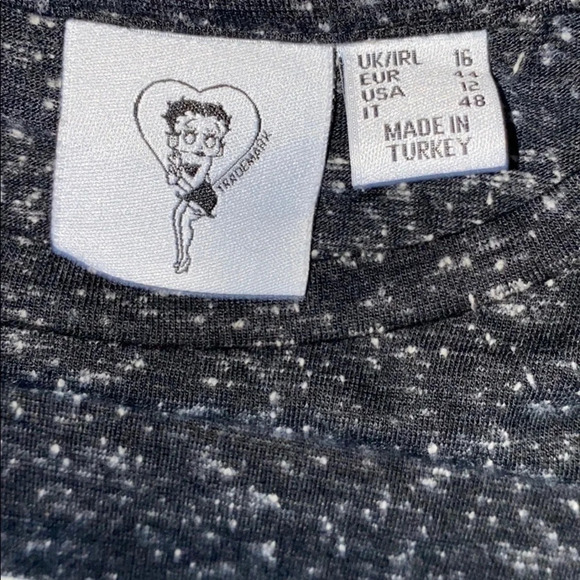 TRADEMARK
UK/IRL 16
EUR 44
USA 12
IT 48
MADE IN
TURKEY